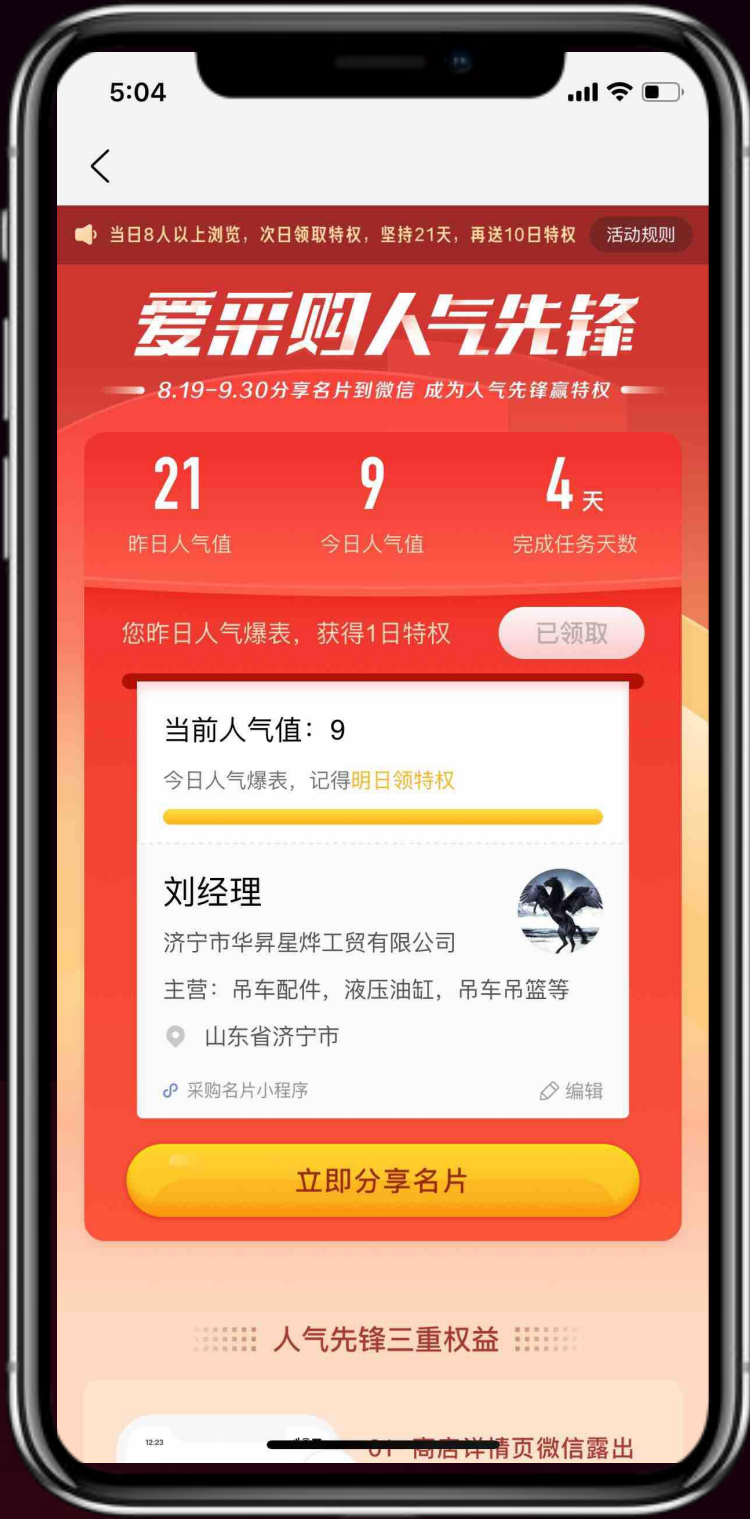 5:04
当日8人以上浏览，次日领取特权，坚持21天，再送10日特权 活动规则
爱采购人气先锋
8.19-9.30分享名片到微信 成为人气先锋赢特权
21 9 4天
昨日人气值 今日人气值 完成任务天数
您昨日人气爆表，获得1日特权 已领取
当前人气值：9
今日人气爆表，记得明日领特权
刘经理
济宁市华昇星烨工贸有限公司
主营：吊车配件，液压油缸，吊车吊篮等
山东省济宁市
采购名片小程序 编辑
立即分享名片
人气先锋三重权益
12:23
01 商店详情页微信露出